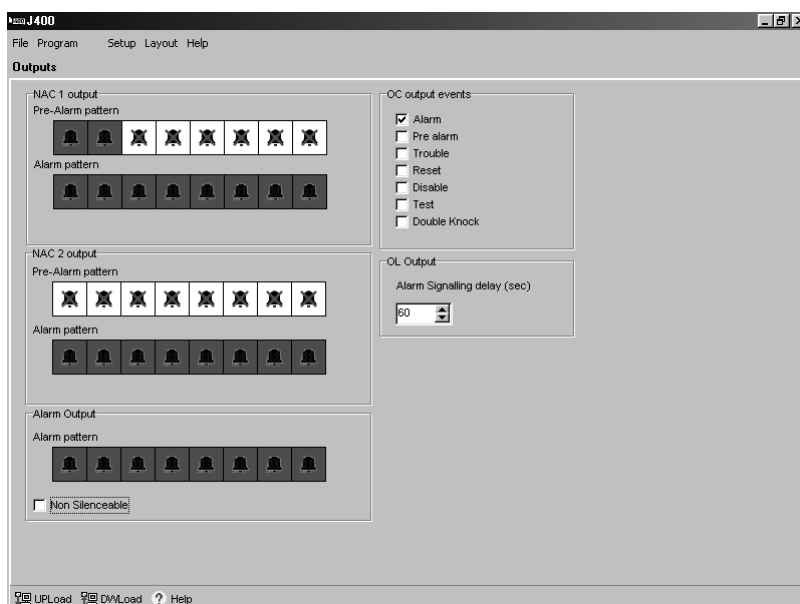 J400
File Program Setup Layout Help
Outputs
NAC 1 output
Pre-Alarm pattern
Alarm pattern
NAC 2 output
Pre-Alarm pattern
Alarm pattern
Alarm Output
Alarm pattern
Non Silenceable
OC output events
Alarm
Pre alarm
Trouble
Reset
Disable
Test
Double Knock
OL Output
Alarm Signalling delay (sec)
60
UPLoad DWLoad ? Help